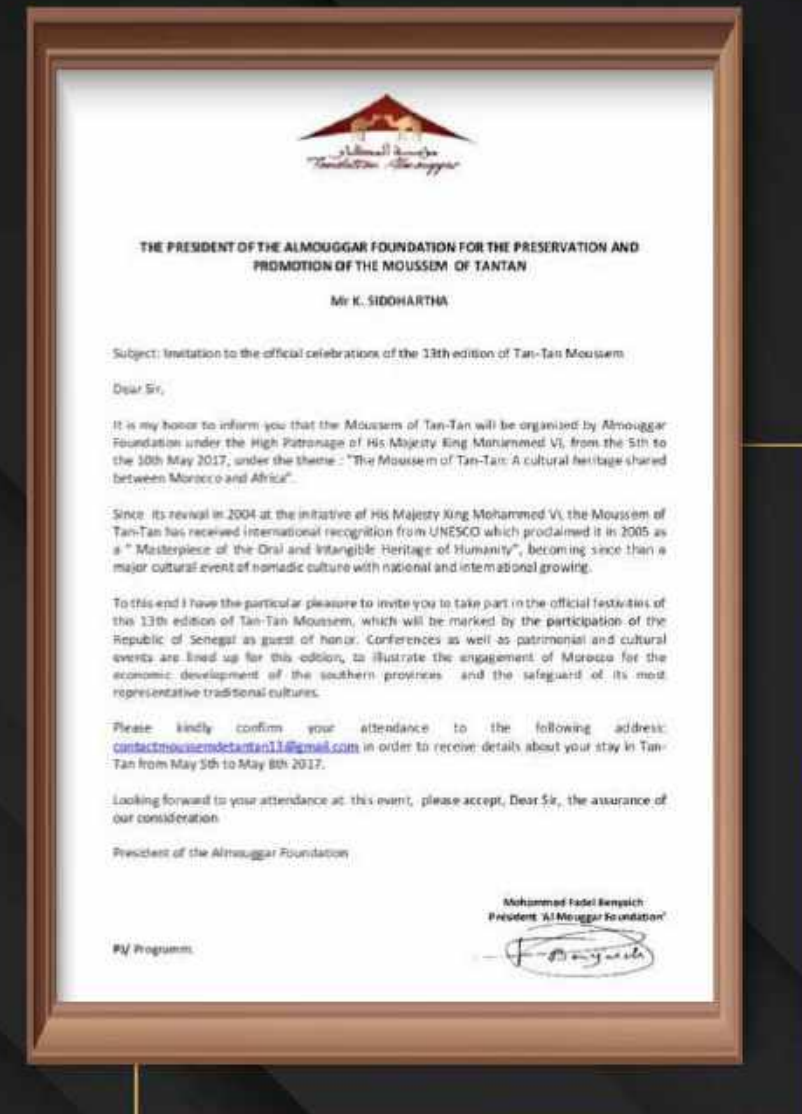 مؤسسة الموكار
Fondation Almouggar
THE PRESIDENT OF THE ALMOUGGAR FOUNDATION FOR THE PRESERVATION AND
PROMOTION OF THE MOUSSEM OF TANTAN
Mr K. SIDDHARTHA
Subject: Invitation to the official celebrations of the 13th edition of Tan-Tan Moussem
Dear Sir,
It is my honor to inform you that the Moussem of Tan-Tan will be organized by Almouggar
Foundation under the High Patronage of His Majesty King Mohammed VI, from the 5th to
the 10th May 2017, under the theme : "The Moussem of Tan-Tan: A cultural heritage shared
between Morocco and Africa".
Since its revival in 2004 at the initiative of His Majesty King Mohammed VI, the Moussem of
Tan-Tan has received international recognition from UNESCO which proclaimed it in 2005 as
a " Masterpiece of the Oral and Intangible Heritage of Humanity", becoming since than a
major cultural event of nomadic culture with national and international growing.
To this end I have the particular pleasure to invite you to take part in the official festivities of
this 13th edition of Tan-Tan Moussem, which will be marked by the participation of the
Republic of Senegal as guest of honor. Conferences as well as patrimonial and cultural
events are lined up for this edition, to illustrate the engagement of Morocco for the
economic development of the southern provinces and the safeguard of its most
representative traditional cultures.
Please kindly confirm your attendance to the following address:
contactmoussemdetantan13@gmail.com in order to receive details about your stay in Tan-
Tan from May 5th to May 8th 2017.
Looking forward to your attendance at this event, please accept, Dear Sir, the assurance of
our consideration
President of the Almouggar Foundation
Mohammed Fadel Benyaich
President 'Al Mouggar Foundation'
PJ/ Programm.
Benyaich